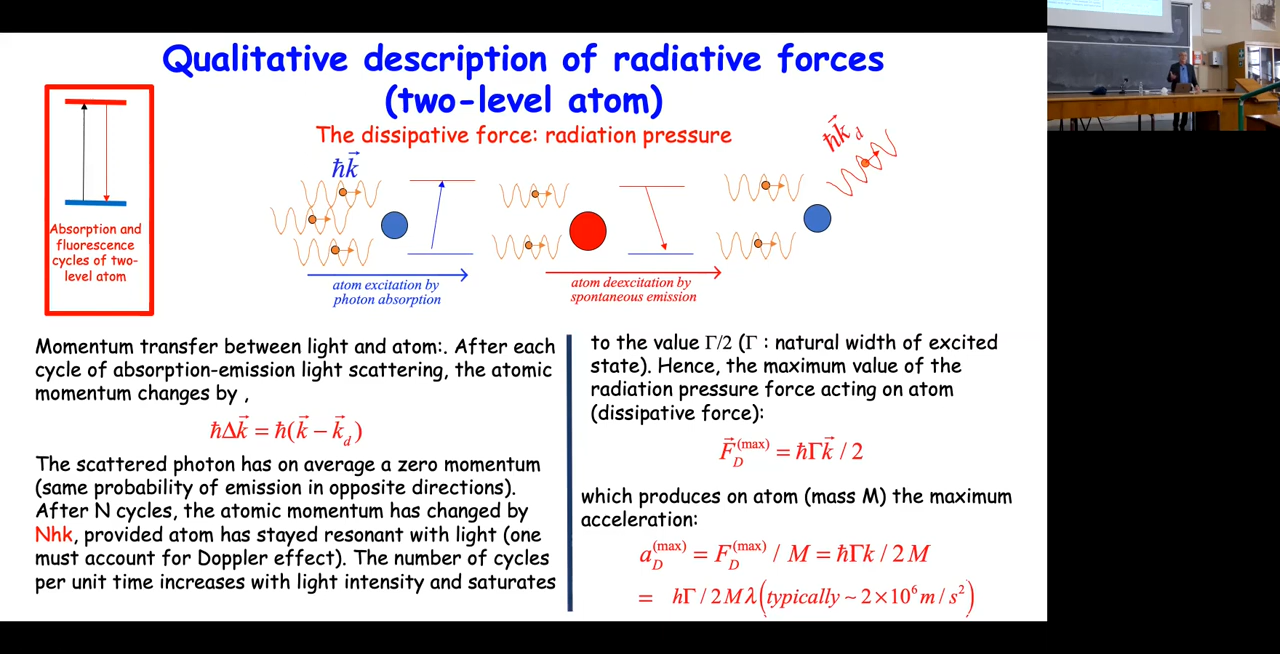 Qualitative description of radiative forces
(two-level atom)
The dissipative force: radiation pressure
Absorption and
fluorescence
cycles of two-
level atom
ħk⃗
ħk⃗_d
atom excitation by
photon absorption
atom deexcitation by
spontaneous emission
Momentum transfer between light and atom:. After each
cycle of absorption-emission light scattering, the atomic
momentum changes by ,
ħΔk⃗ = ħ(k⃗ − k⃗_d)
The scattered photon has on average a zero momentum
(same probability of emission in opposite directions).
After N cycles, the atomic momentum has changed by
Nhk, provided atom has stayed resonant with light (one
must account for Doppler effect). The number of cycles
per unit time increases with light intensity and saturates
to the value Γ/2 (Γ : natural width of excited
state). Hence, the maximum value of the
radiation pressure force acting on atom
(dissipative force):
F⃗_D^(max) = ħΓk⃗ / 2
which produces on atom (mass M) the maximum
acceleration:
a_D^(max) = F_D^(max) / M = ħΓk / 2M
= hΓ / 2Mλ(typically ~ 2×10⁶ m / s²)